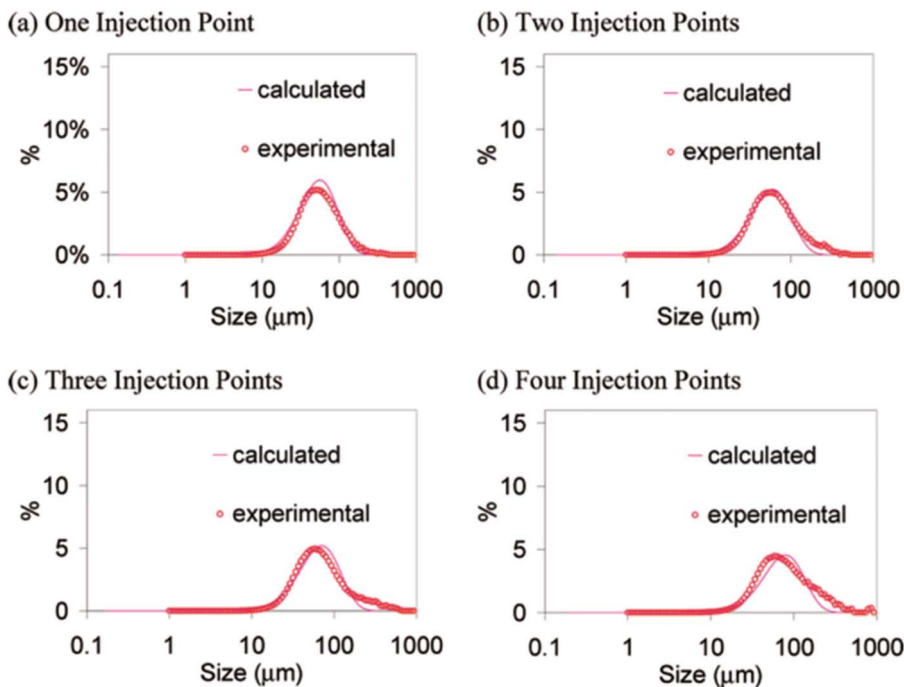 (a) One Injection Point
15%
10%
5%
0%
%
calculated
experimental
0.1 1 10 100 1000
Size (μm)
(b) Two Injection Points
15
10
5
0
%
calculated
experimental
0.1 1 10 100 1000
Size (μm)
(c) Three Injection Points
15
10
5
0
%
calculated
experimental
0.1 1 10 100 1000
Size (μm)
(d) Four Injection Points
15
10
5
0
%
calculated
experimental
0.1 1 10 100 1000
Size (μm)